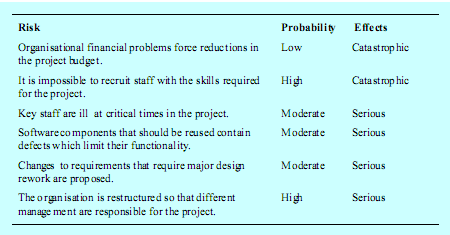 Risk Probability Effects
Organisational financial problems force reductions in Low Catastrophic
the project budget.
It is impossible to recruit staff with the skills required High Catastrophic
for the project.
Key staff are ill at critical times in the project. Moderate Serious
Software components that should be reused contain Moderate Serious
defects which limit their functionality.
Changes to requirements that require major design Moderate Serious
rework are proposed.
The organisation is restructured so that different High Serious
management are responsible for the project.